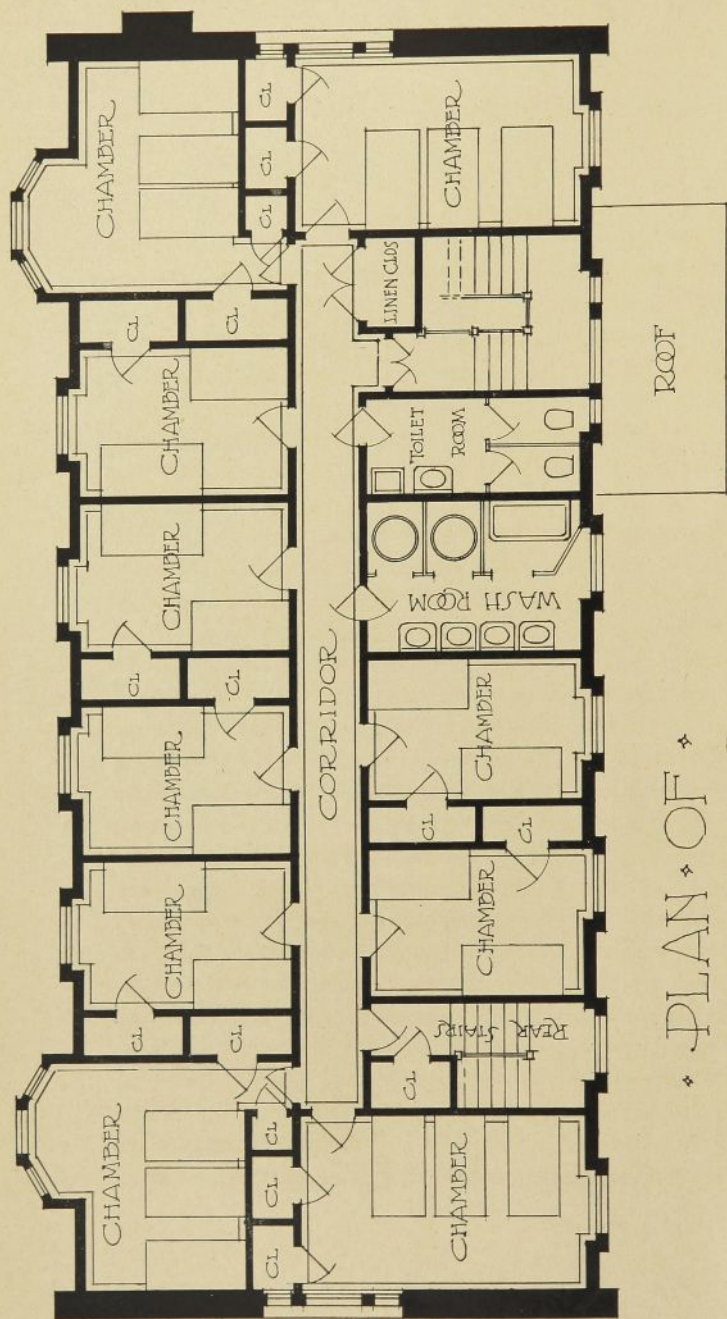 CHAMBER
CL
CHAMBER
CHAMBER
CL
CHAMBER
CHAMBER
CL
CHAMBER
CL
CL
CL
CL
CL
CL
CL
CL
CL
CORRIDOR
CL
CL
TOILET
ROOM
LINEN CLOS
CHAMBER
REAR
STAIRS
CHAMBER
CL
CHAMBER
WASH ROOM
CHAMBER
ROOF
· PLAN · OF ·